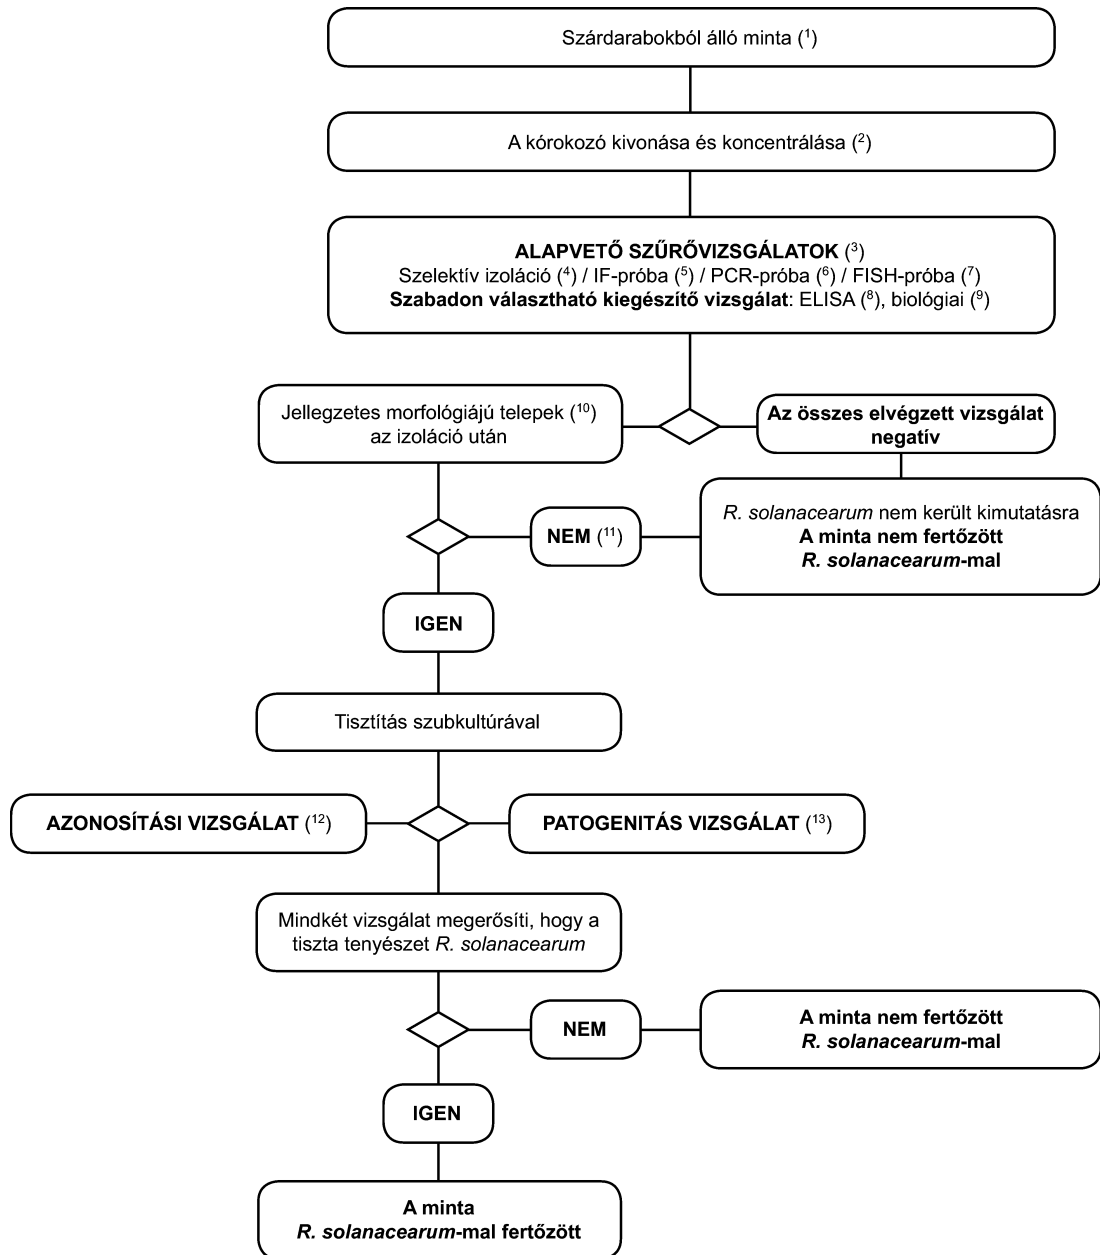 Szárdarabokból álló minta (¹)
A kórokozó kivonása és koncentrálása (²)
ALAPVETŐ SZŰRŐVIZSGÁLATOK (³)
Szelektív izoláció (⁴) / IF-próba (⁵) / PCR-próba (⁶) / FISH-próba (⁷)
Szabadon választható kiegészítő vizsgálat: ELISA (⁸), biológiai (⁹)
Jellegzetes morfológiájú telepek (¹⁰)
az izoláció után
Az összes elvégzett vizsgálat
negatív
NEM (¹¹)
R. solanacearum nem került kimutatásra
A minta nem fertőzött
R. solanacearum-mal
IGEN
Tisztítás szubkultúrával
AZONOSÍTÁSI VIZSGÁLAT (¹²)
PATOGENITÁS VIZSGÁLAT (¹³)
Mindkét vizsgálat megerősíti, hogy a
tiszta tenyészet R. solanacearum
NEM
A minta nem fertőzött
R. solanacearum-mal
IGEN
A minta
R. solanacearum-mal fertőzött